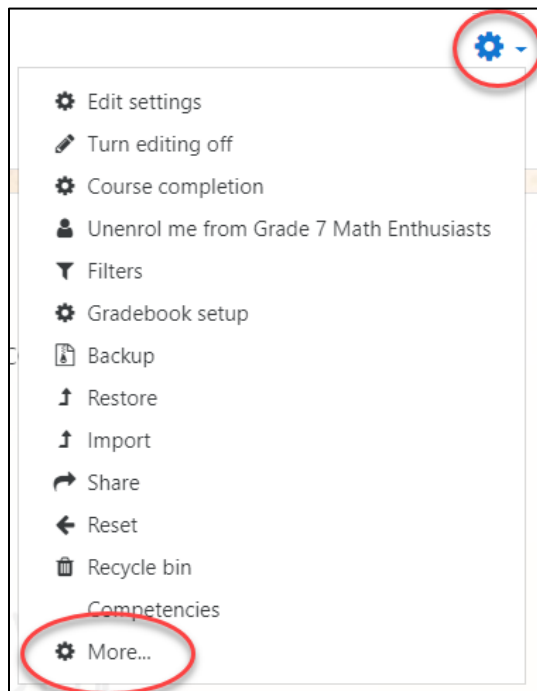 Edit settings
Turn editing off
Course completion
Unenrol me from Grade 7 Math Enthusiasts
Filters
Gradebook setup
Backup
Restore
Import
Share
Reset
Recycle bin
Competencies
More...